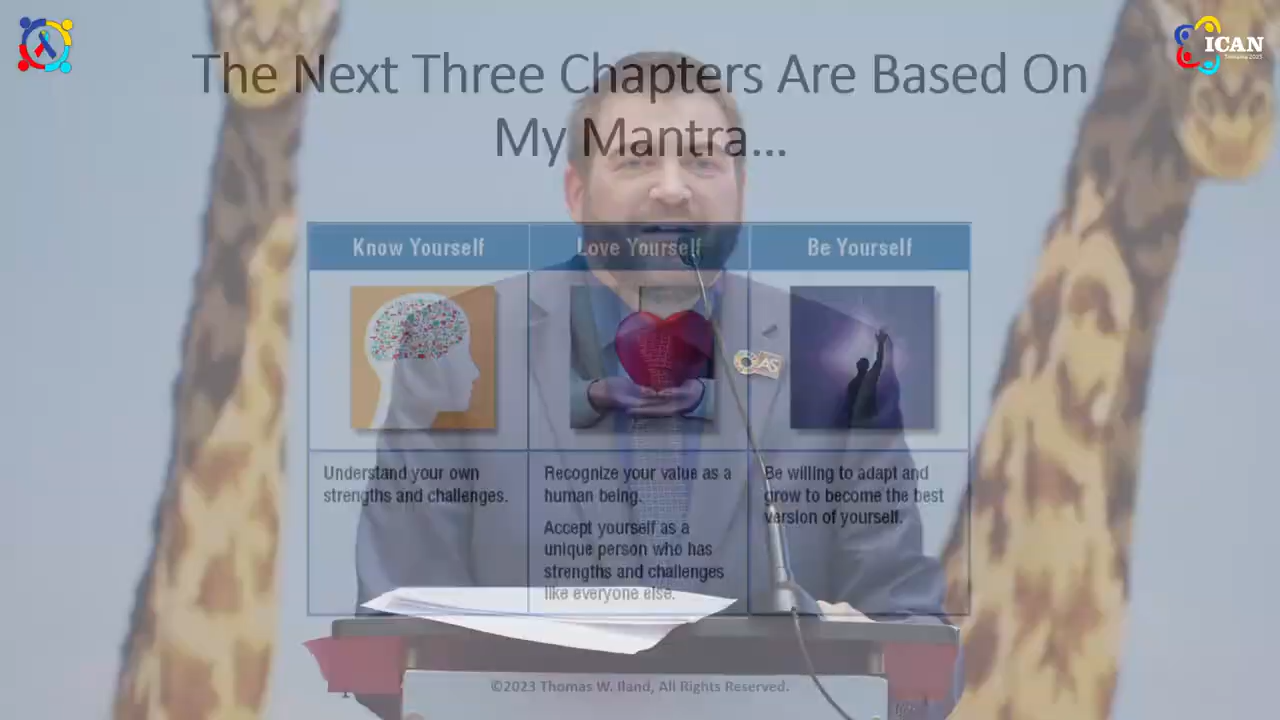 ICAN
The Next Three Chapters Are Based On
My Mantra...
Know Yourself
Love Yourself
Be Yourself
Understand your own
strengths and challenges.
Recognize your value as a
human being.
Accept yourself as a
unique person who has
strengths and challenges
like everyone else.
Be willing to adapt and
grow to become the best
version of yourself.
AS
©2023 Thomas W. Iland, All Rights Reserved.